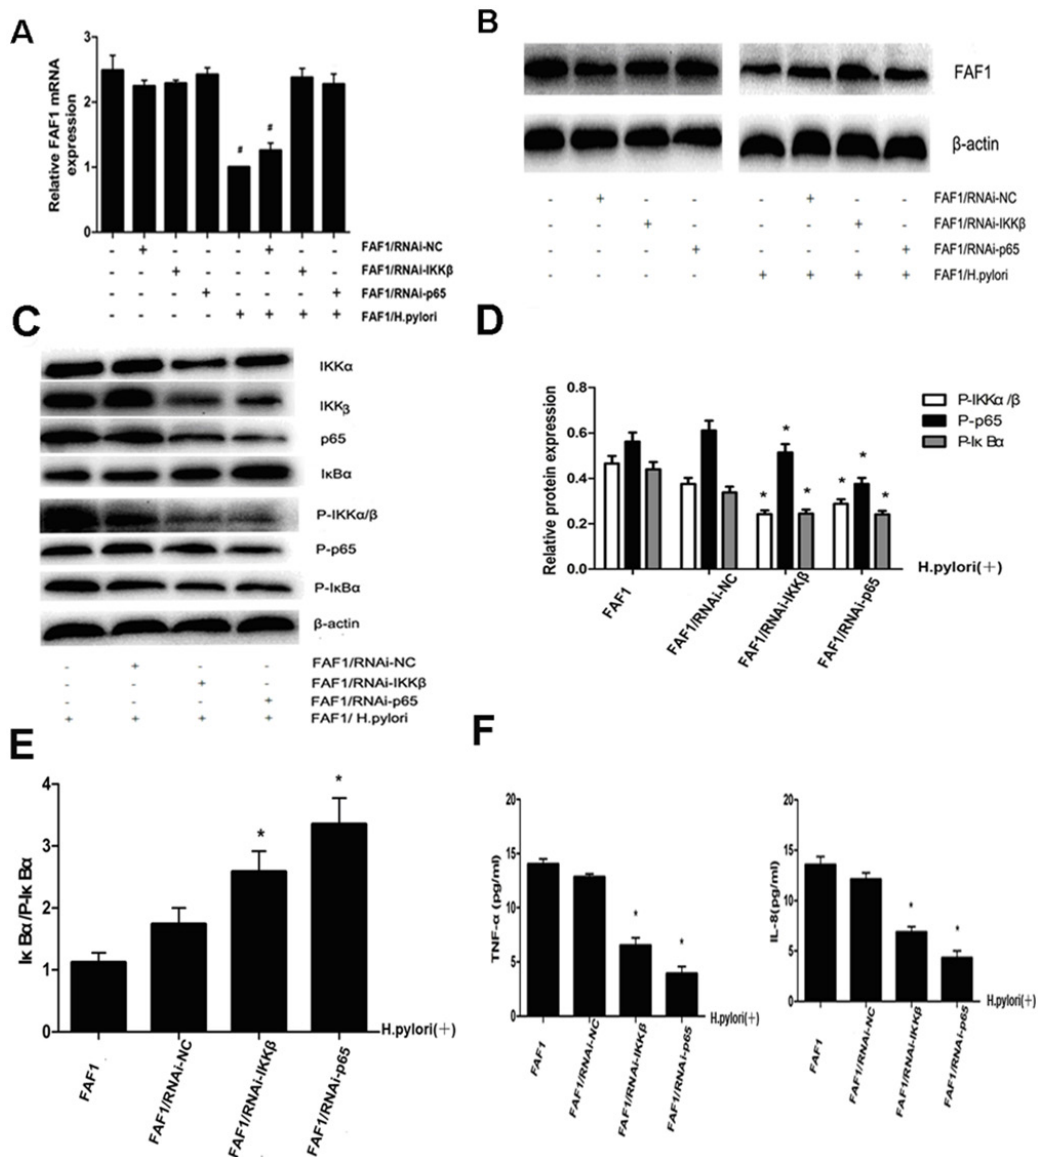 A
Relative FAF1 mRNA
expression
3
2
1
0
#
#
- + - - - + - - FAF1/RNAi-NC
- - + - - - + - FAF1/RNAi-IKKβ
- - - + - - - + FAF1/RNAi-p65
- - - - + + + + FAF1/H.pylori
B
FAF1
β-actin
- + - - - + - - FAF1/RNAi-NC
- - + - - - + - FAF1/RNAi-IKKβ
- - - + - - - + FAF1/RNAi-p65
- - - - + + + + FAF1/H.pylori
C
IKKα
IKKβ
p65
IκBα
P-IKKα/β
P-p65
P-IκBα
β-actin
- + - - FAF1/RNAi-NC
- - + - FAF1/RNAi-IKKβ
- - - + FAF1/RNAi-p65
+ + + + FAF1/ H.pylori
D
Relative protein expression
0.8
0.6
0.4
0.2
0.0
P-IKKα/β
P-p65
P-Iκ Bα
* * *
* * *
H.pylori(+)
FAF1
FAF1/RNAi-NC
FAF1/RNAi-IKKβ
FAF1/RNAi-p65
E
Iκ Bα/P-Iκ Bα
4
3
2
1
0
*
*
H.pylori(+)
FAF1
FAF1/RNAi-NC
FAF1/RNAi-IKKβ
FAF1/RNAi-p65
F
TNF-α (pg/ml)
20
15
10
5
0
*
*
H.pylori(+)
FAF1
FAF1/RNAi-NC
FAF1/RNAi-IKKβ
FAF1/RNAi-p65
IL-8(pg/ml)
20
15
10
5
0
*
*
H.pylori(+)
FAF1
FAF1/RNAi-NC
FAF1/RNAi-IKKβ
FAF1/RNAi-p65